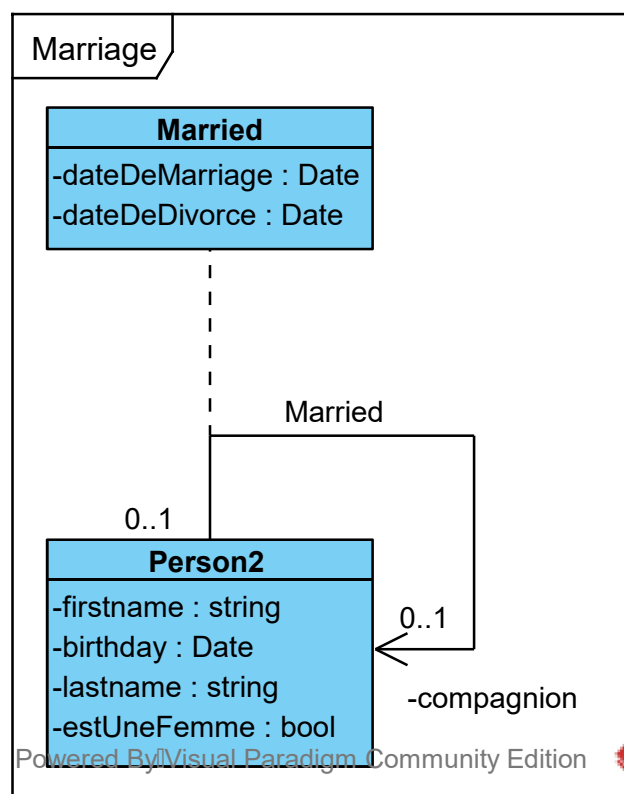 Marriage
Married
-dateDeMarriage : Date
-dateDeDivorce : Date
Married
0..1
Person2
-firstname : string
-birthday : Date
-lastname : string
-estUneFemme : bool
0..1
-compagnion
Powered By Visual Paradigm Community Edition